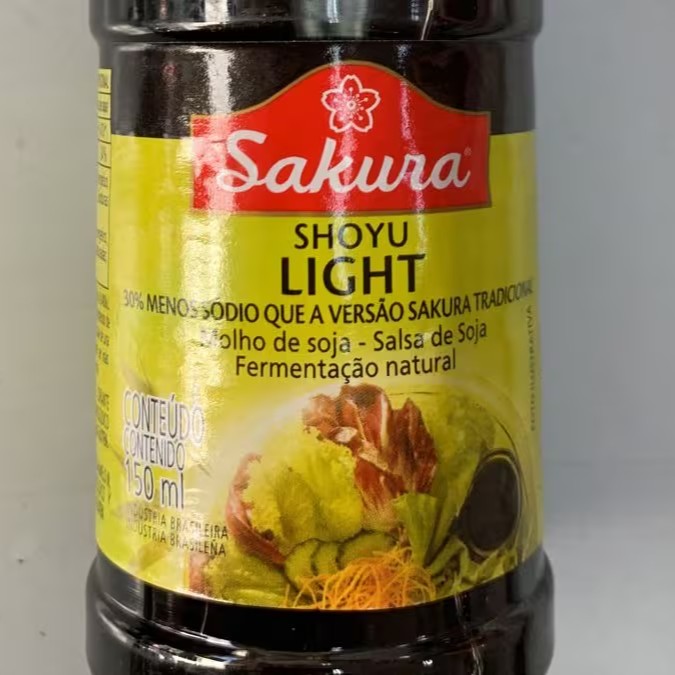 Sakura
SHOYU
LIGHT
30% MENOS SÓDIO QUE A VERSÃO SAKURA TRADICIONAL
Molho de soja - Salsa de Soja
Fermentação natural
CONTEÚDO
CONTENIDO
150 ml
INDÚSTRIA BRASILEIRA
INDUSTRIA BRASILEÑA